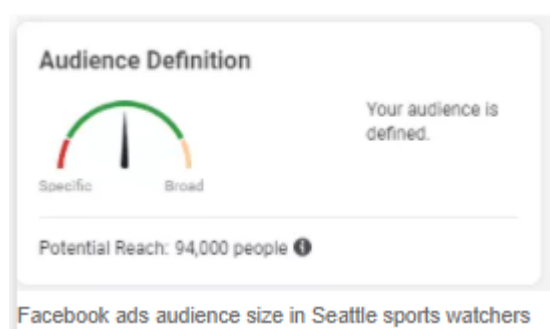 Audience Definition
Your audience is
defined.
Specific
Broad
Potential Reach: 94,000 people
Facebook ads audience size in Seattle sports watchers